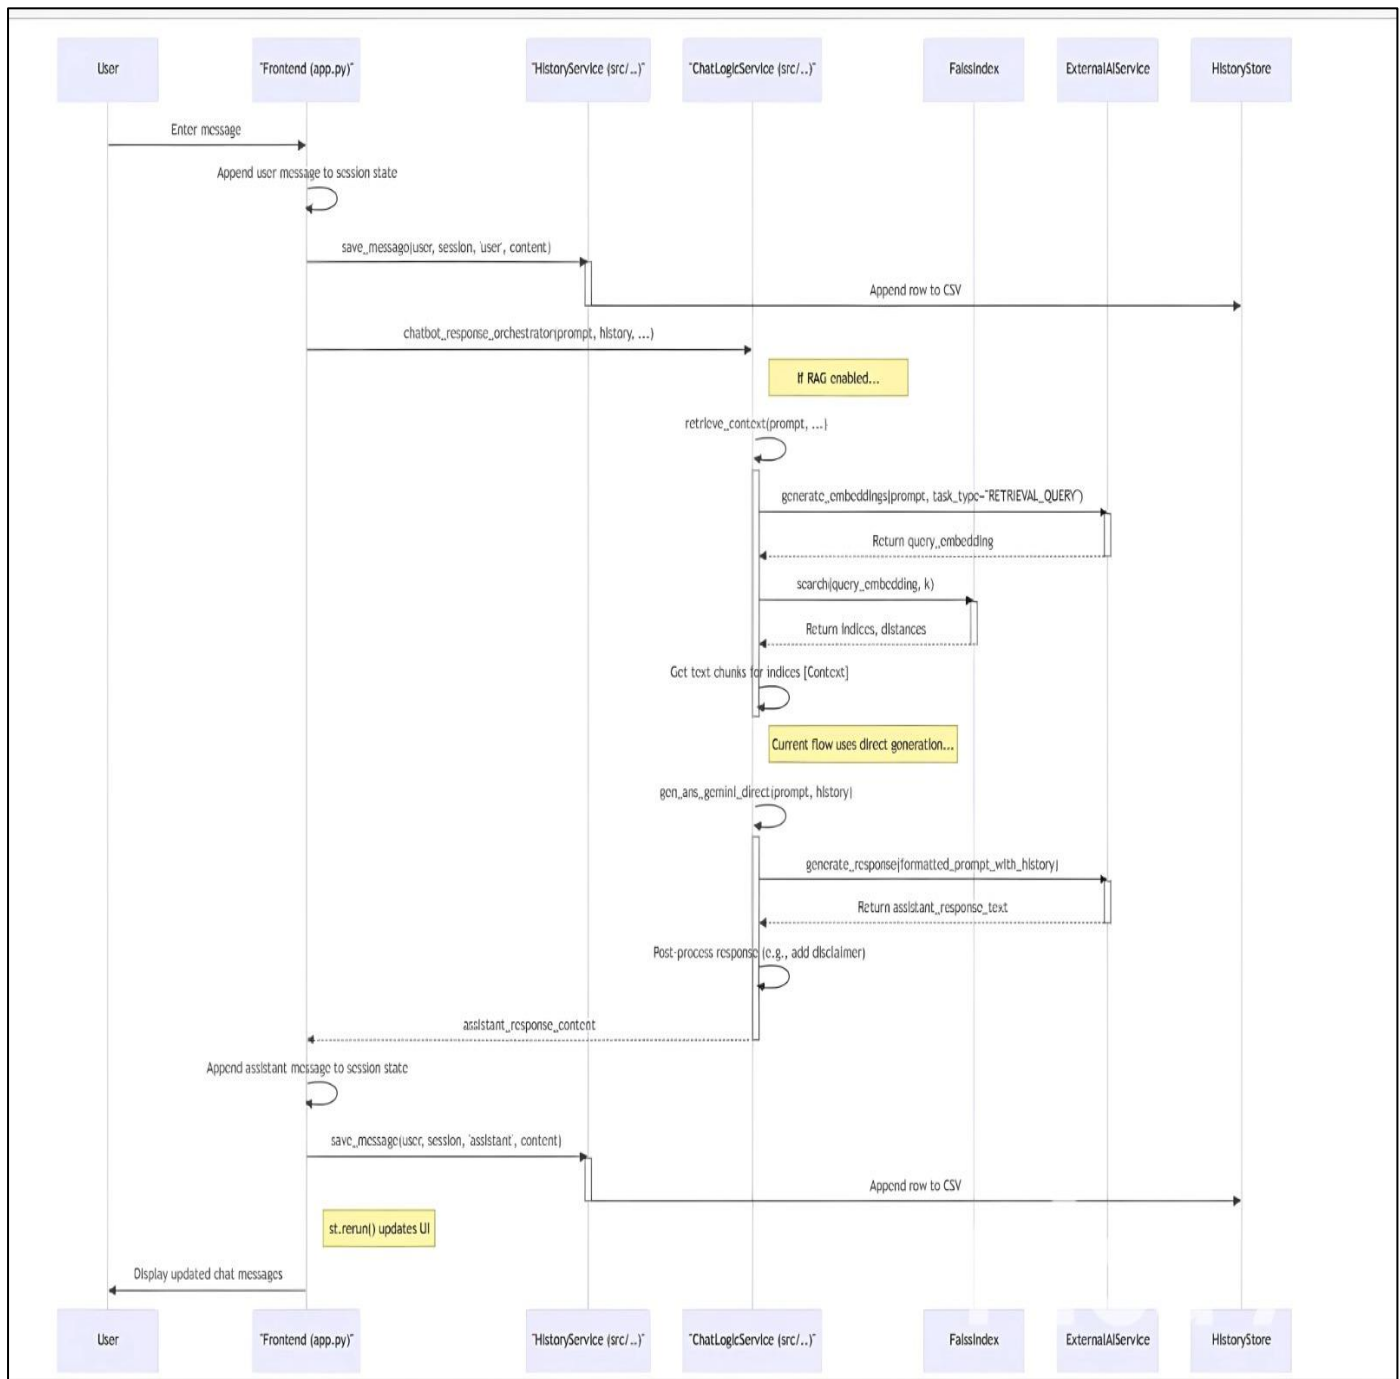 User
"Frontend (app.py)"
"HistoryService (src/..)"
"ChatLogicService (src/..)"
FaissIndex
ExternalAIService
HistoryStore
Enter message
Append user message to session state
save_message(user, session, 'user', content)
Append row to CSV
chatbot_response_orchestrator(prompt, history, ...)
If RAG enabled...
retrieve_context(prompt, ...)
generate_embeddings(prompt, task_type="RETRIEVAL_QUERY")
Return query_embedding
search(query_embedding, k)
Return indices, distances
Get text chunks for indices [Context]
Current flow uses direct generation...
gen_ans_gemini_direct(prompt, history)
generate_response(formatted_prompt_with_history)
Return assistant_response_text
Post-process response (e.g., add disclaimer)
assistant_response_content
Append assistant message to session state
save_message(user, session, 'assistant', content)
Append row to CSV
st.rerun() updates UI
Display updated chat messages
User
"Frontend (app.py)"
"HistoryService (src/..)"
"ChatLogicService (src/..)"
FaissIndex
ExternalAIService
HistoryStore